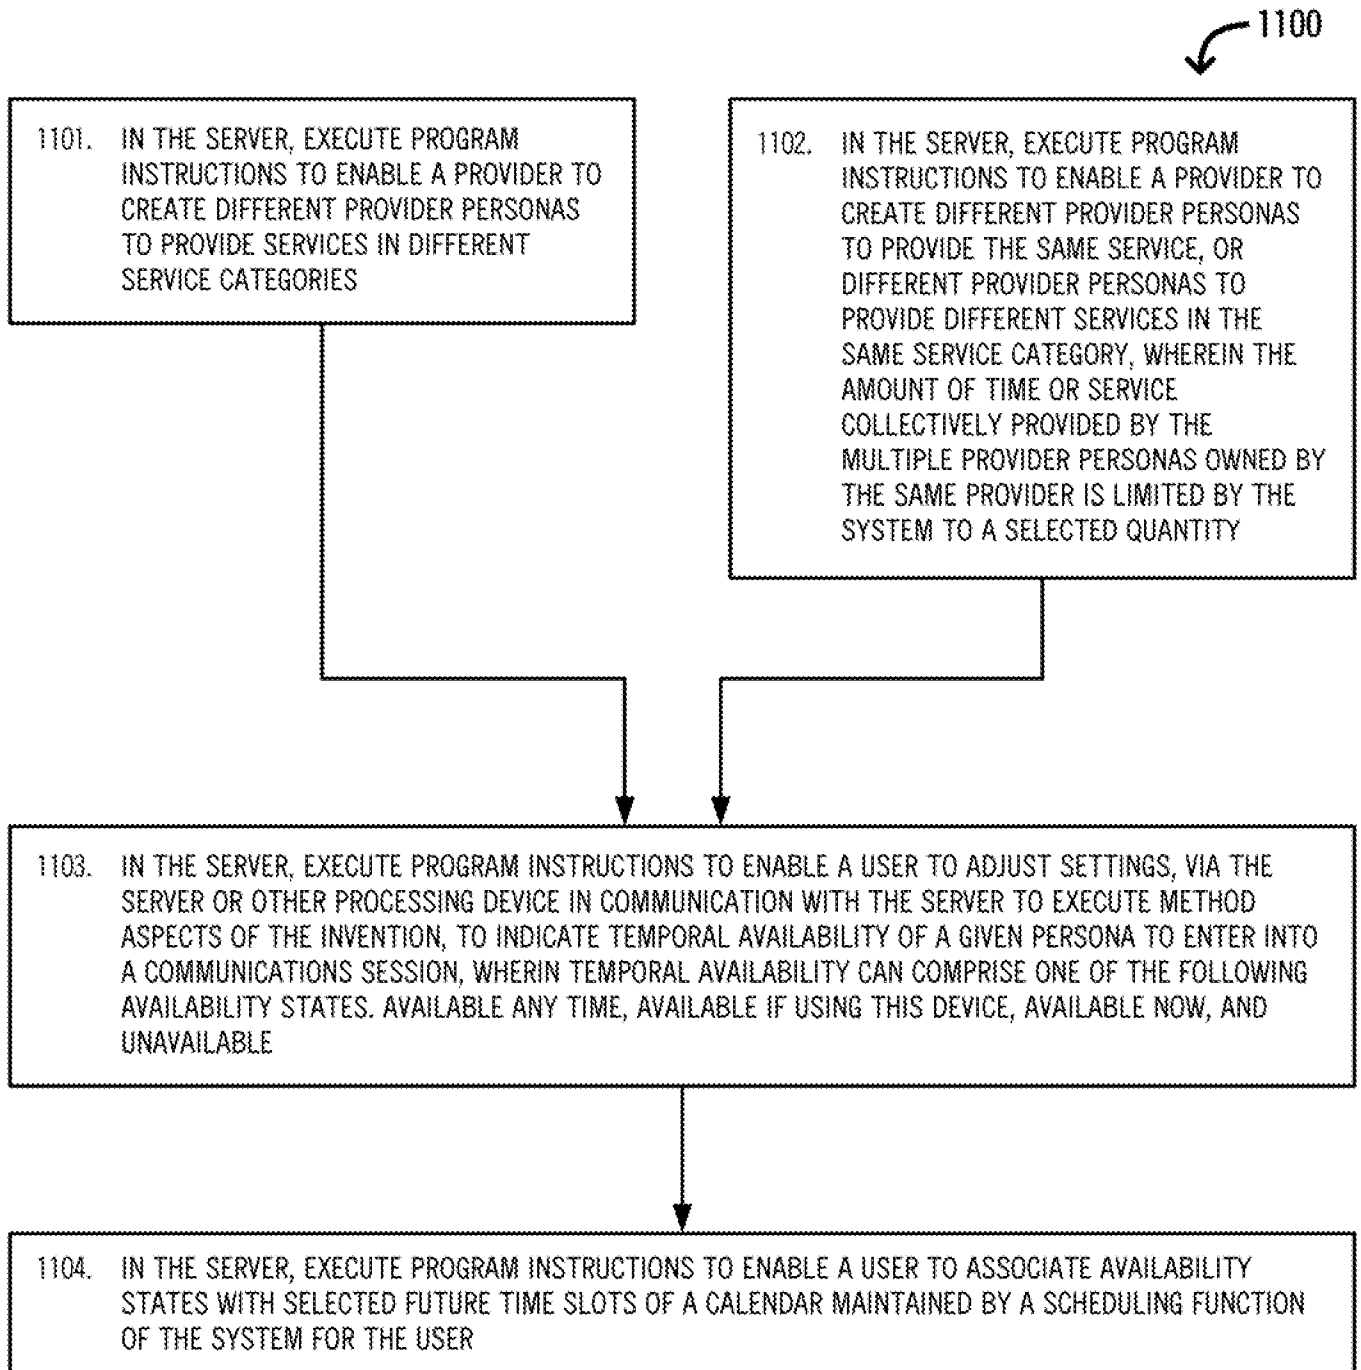 1100
1101. IN THE SERVER, EXECUTE PROGRAM
INSTRUCTIONS TO ENABLE A PROVIDER TO
CREATE DIFFERENT PROVIDER PERSONAS
TO PROVIDE SERVICES IN DIFFERENT
SERVICE CATEGORIES
1102. IN THE SERVER, EXECUTE PROGRAM
INSTRUCTIONS TO ENABLE A PROVIDER TO
CREATE DIFFERENT PROVIDER PERSONAS
TO PROVIDE THE SAME SERVICE, OR
DIFFERENT PROVIDER PERSONAS TO
PROVIDE DIFFERENT SERVICES IN THE
SAME SERVICE CATEGORY, WHEREIN THE
AMOUNT OF TIME OR SERVICE
COLLECTIVELY PROVIDED BY THE
MULTIPLE PROVIDER PERSONAS OWNED BY
THE SAME PROVIDER IS LIMITED BY THE
SYSTEM TO A SELECTED QUANTITY
1103. IN THE SERVER, EXECUTE PROGRAM INSTRUCTIONS TO ENABLE A USER TO ADJUST SETTINGS, VIA THE
SERVER OR OTHER PROCESSING DEVICE IN COMMUNICATION WITH THE SERVER TO EXECUTE METHOD
ASPECTS OF THE INVENTION, TO INDICATE TEMPORAL AVAILABILITY OF A GIVEN PERSONA TO ENTER INTO
A COMMUNICATIONS SESSION, WHERIN TEMPORAL AVAILABILITY CAN COMPRISE ONE OF THE FOLLOWING
AVAILABILITY STATES. AVAILABLE ANY TIME, AVAILABLE IF USING THIS DEVICE, AVAILABLE NOW, AND
UNAVAILABLE
1104. IN THE SERVER, EXECUTE PROGRAM INSTRUCTIONS TO ENABLE A USER TO ASSOCIATE AVAILABILITY
STATES WITH SELECTED FUTURE TIME SLOTS OF A CALENDAR MAINTAINED BY A SCHEDULING FUNCTION
OF THE SYSTEM FOR THE USER